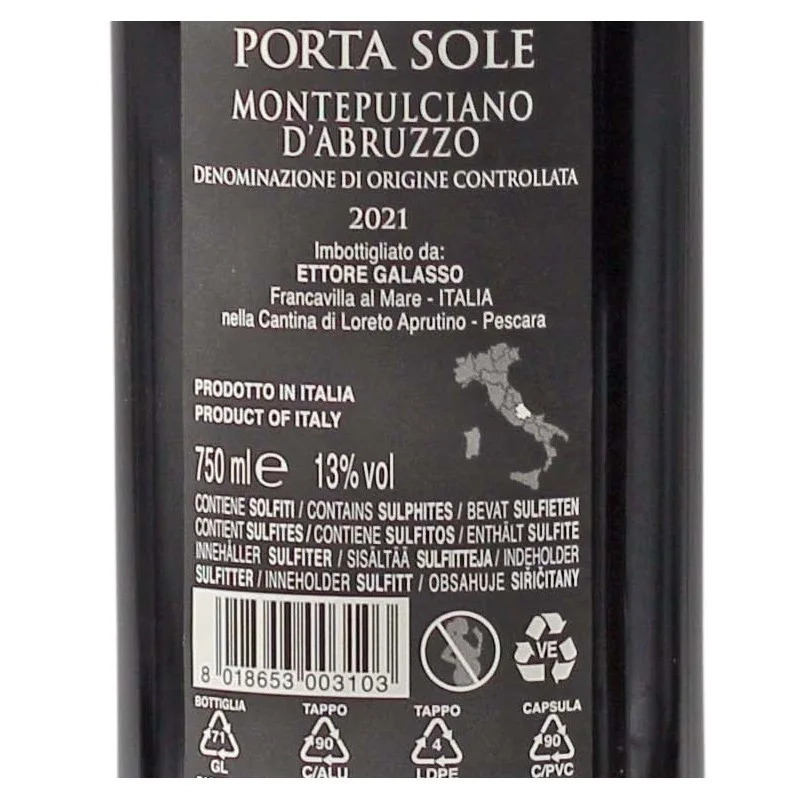 PORTA SOLE
MONTEPULCIANO
D'ABRUZZO
DENOMINAZIONE DI ORIGINE CONTROLLATA
2021
Imbottigliato da:
ETTORE GALASSO
Francavilla al Mare - ITALIA
nella Cantina di Loreto Aprutino - Pescara
PRODOTTO IN ITALIA
PRODUCT OF ITALY
750 ml e 13% vol
CONTIENE SOLFITI / CONTAINS SULPHITES / BEVAT SULFIETEN
CONTIENT SULFITES / CONTIENE SULFITOS / ENTHÄLT SULFITE
INNEHÅLLER SULFITER / SISÄLTÄÄ SULFIITTEJA / INDEHOLDER
SULFITTER / INNEHOLDER SULFITT / OBSAHUJE SIŘIČITANY
VE
8 018653 003103
BOTTIGLIA TAPPO TAPPO CAPSULA
71 90 4 90
GL C/ALU LDPE C/PVC